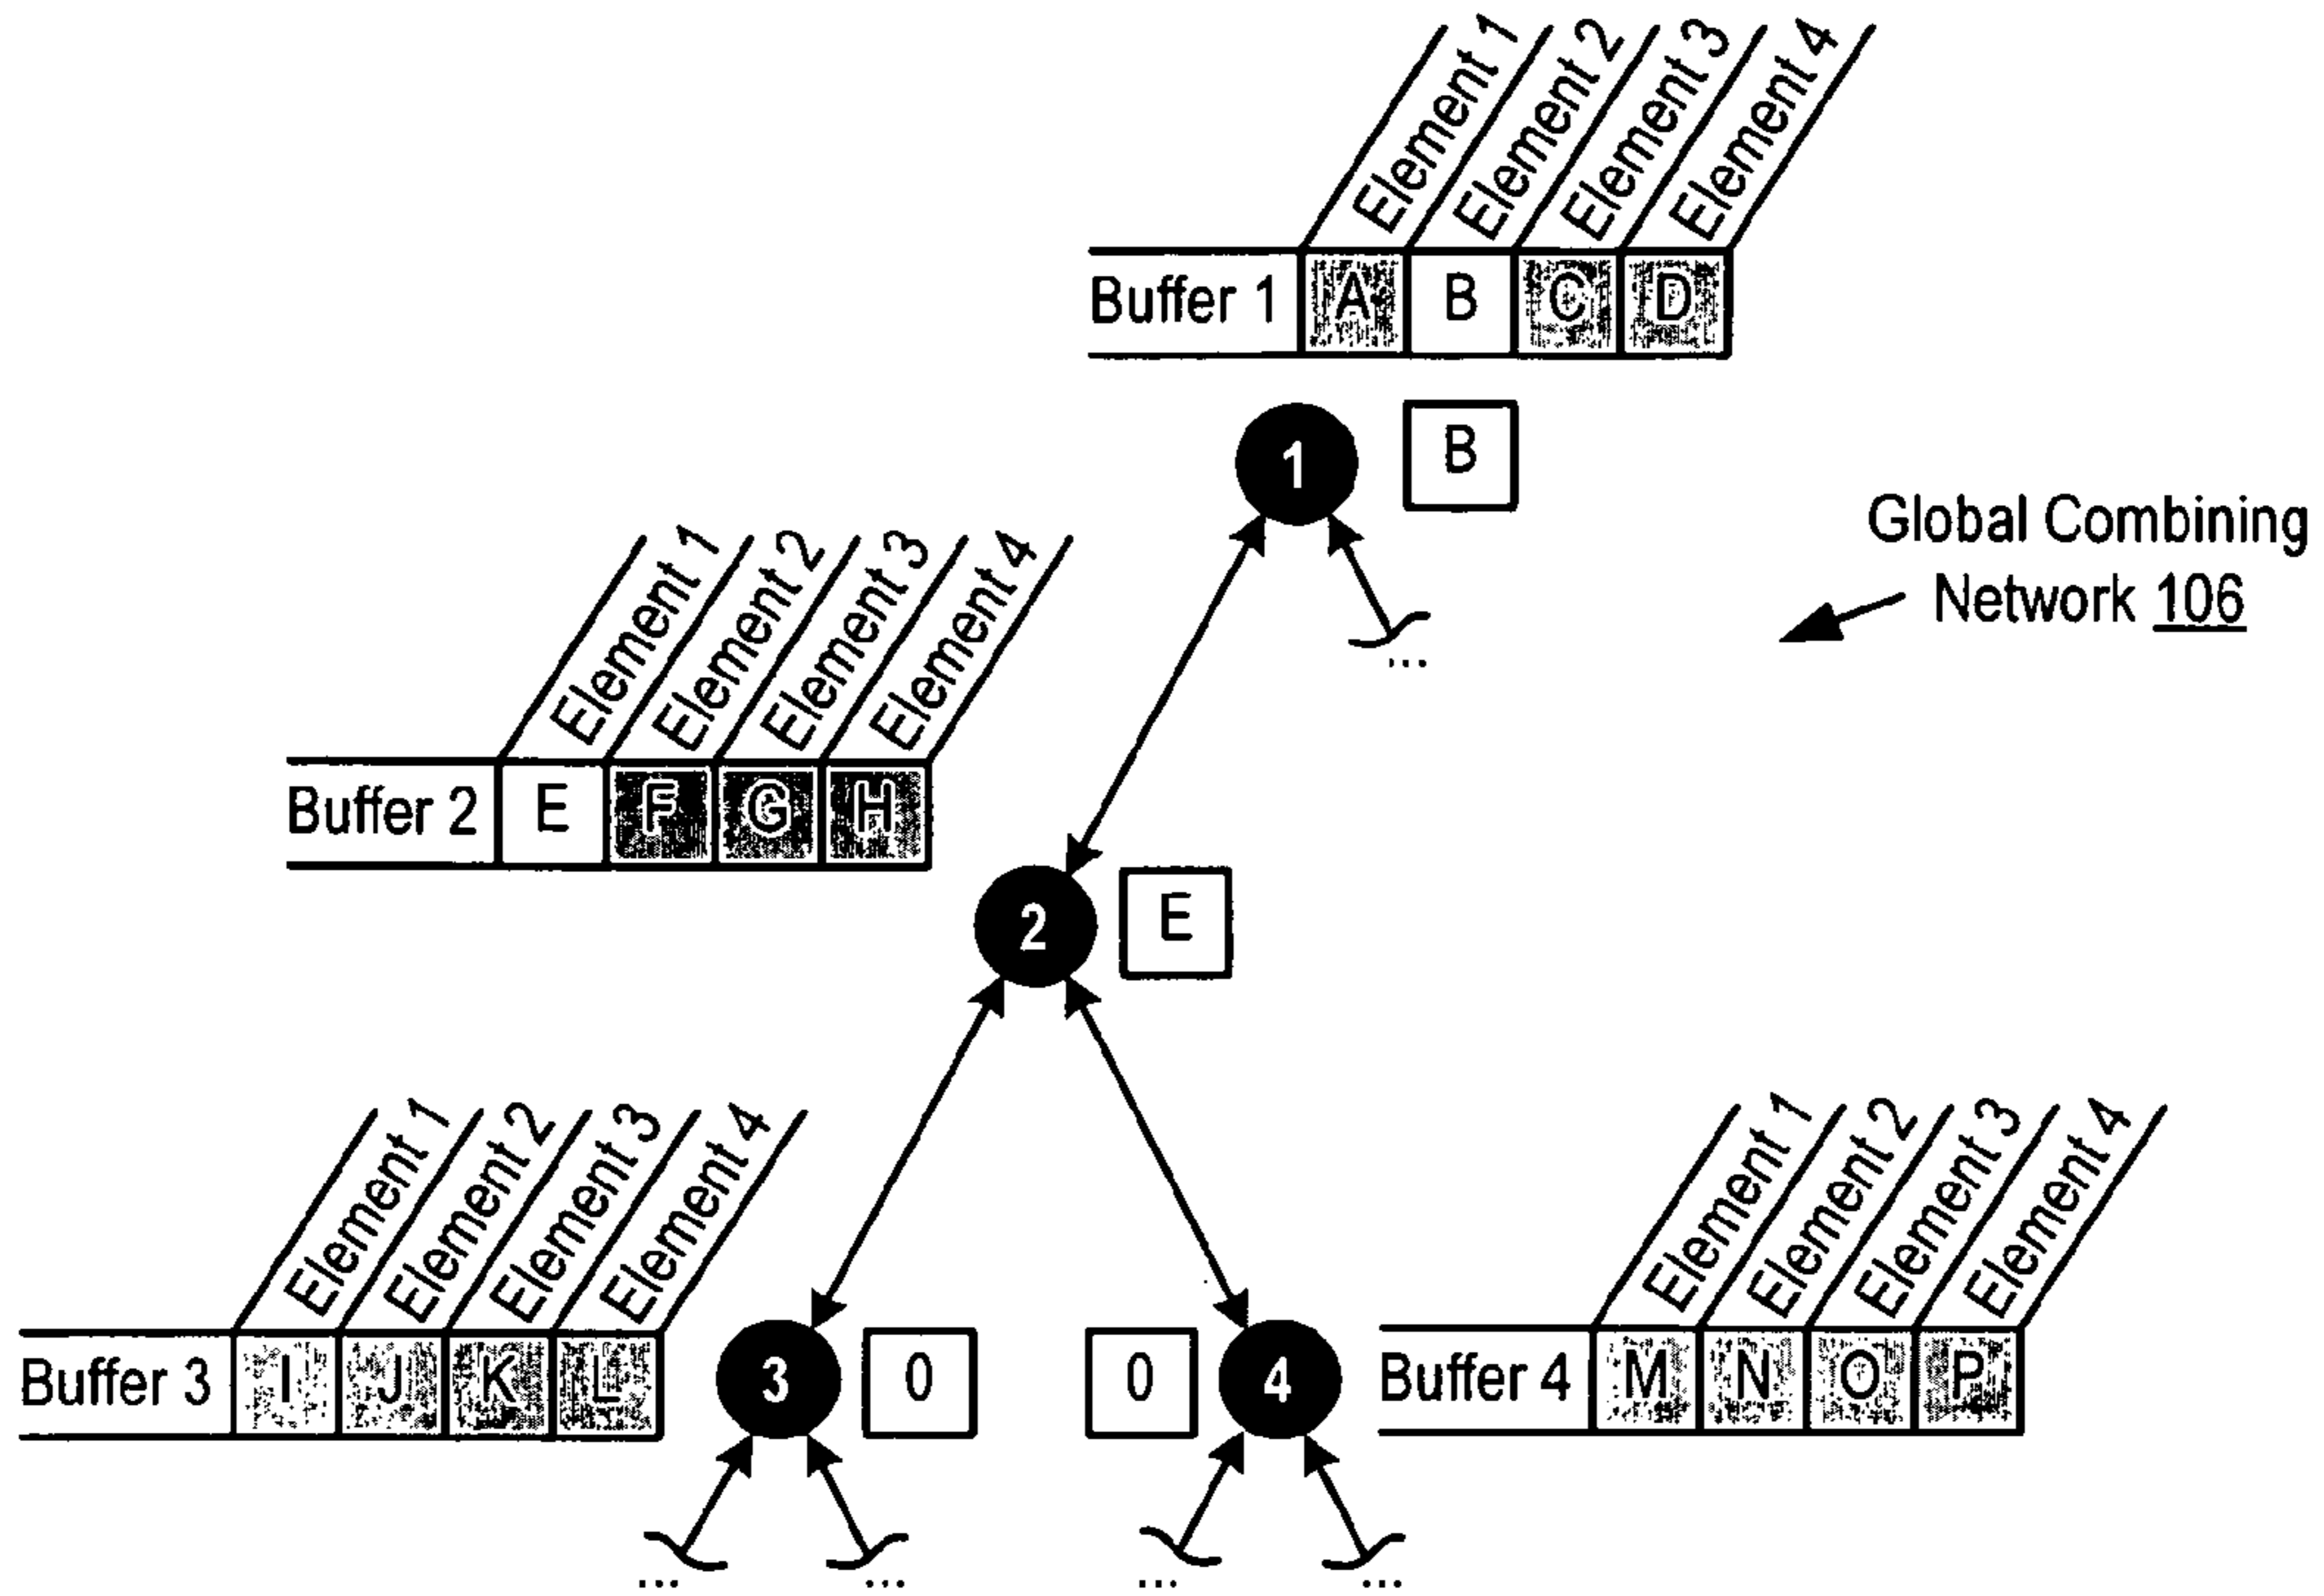 Element 1
Element 2
Element 3
Element 4
Buffer 1 A B C D
1 B
Global Combining
Network 106
...
Element 1
Element 2
Element 3
Element 4
Buffer 2 E F G H
2 E
Element 1
Element 2
Element 3
Element 4
Buffer 3 I J K L
3 0
0 4
Element 1
Element 2
Element 3
Element 4
Buffer 4 M N O P
... ... ... ...